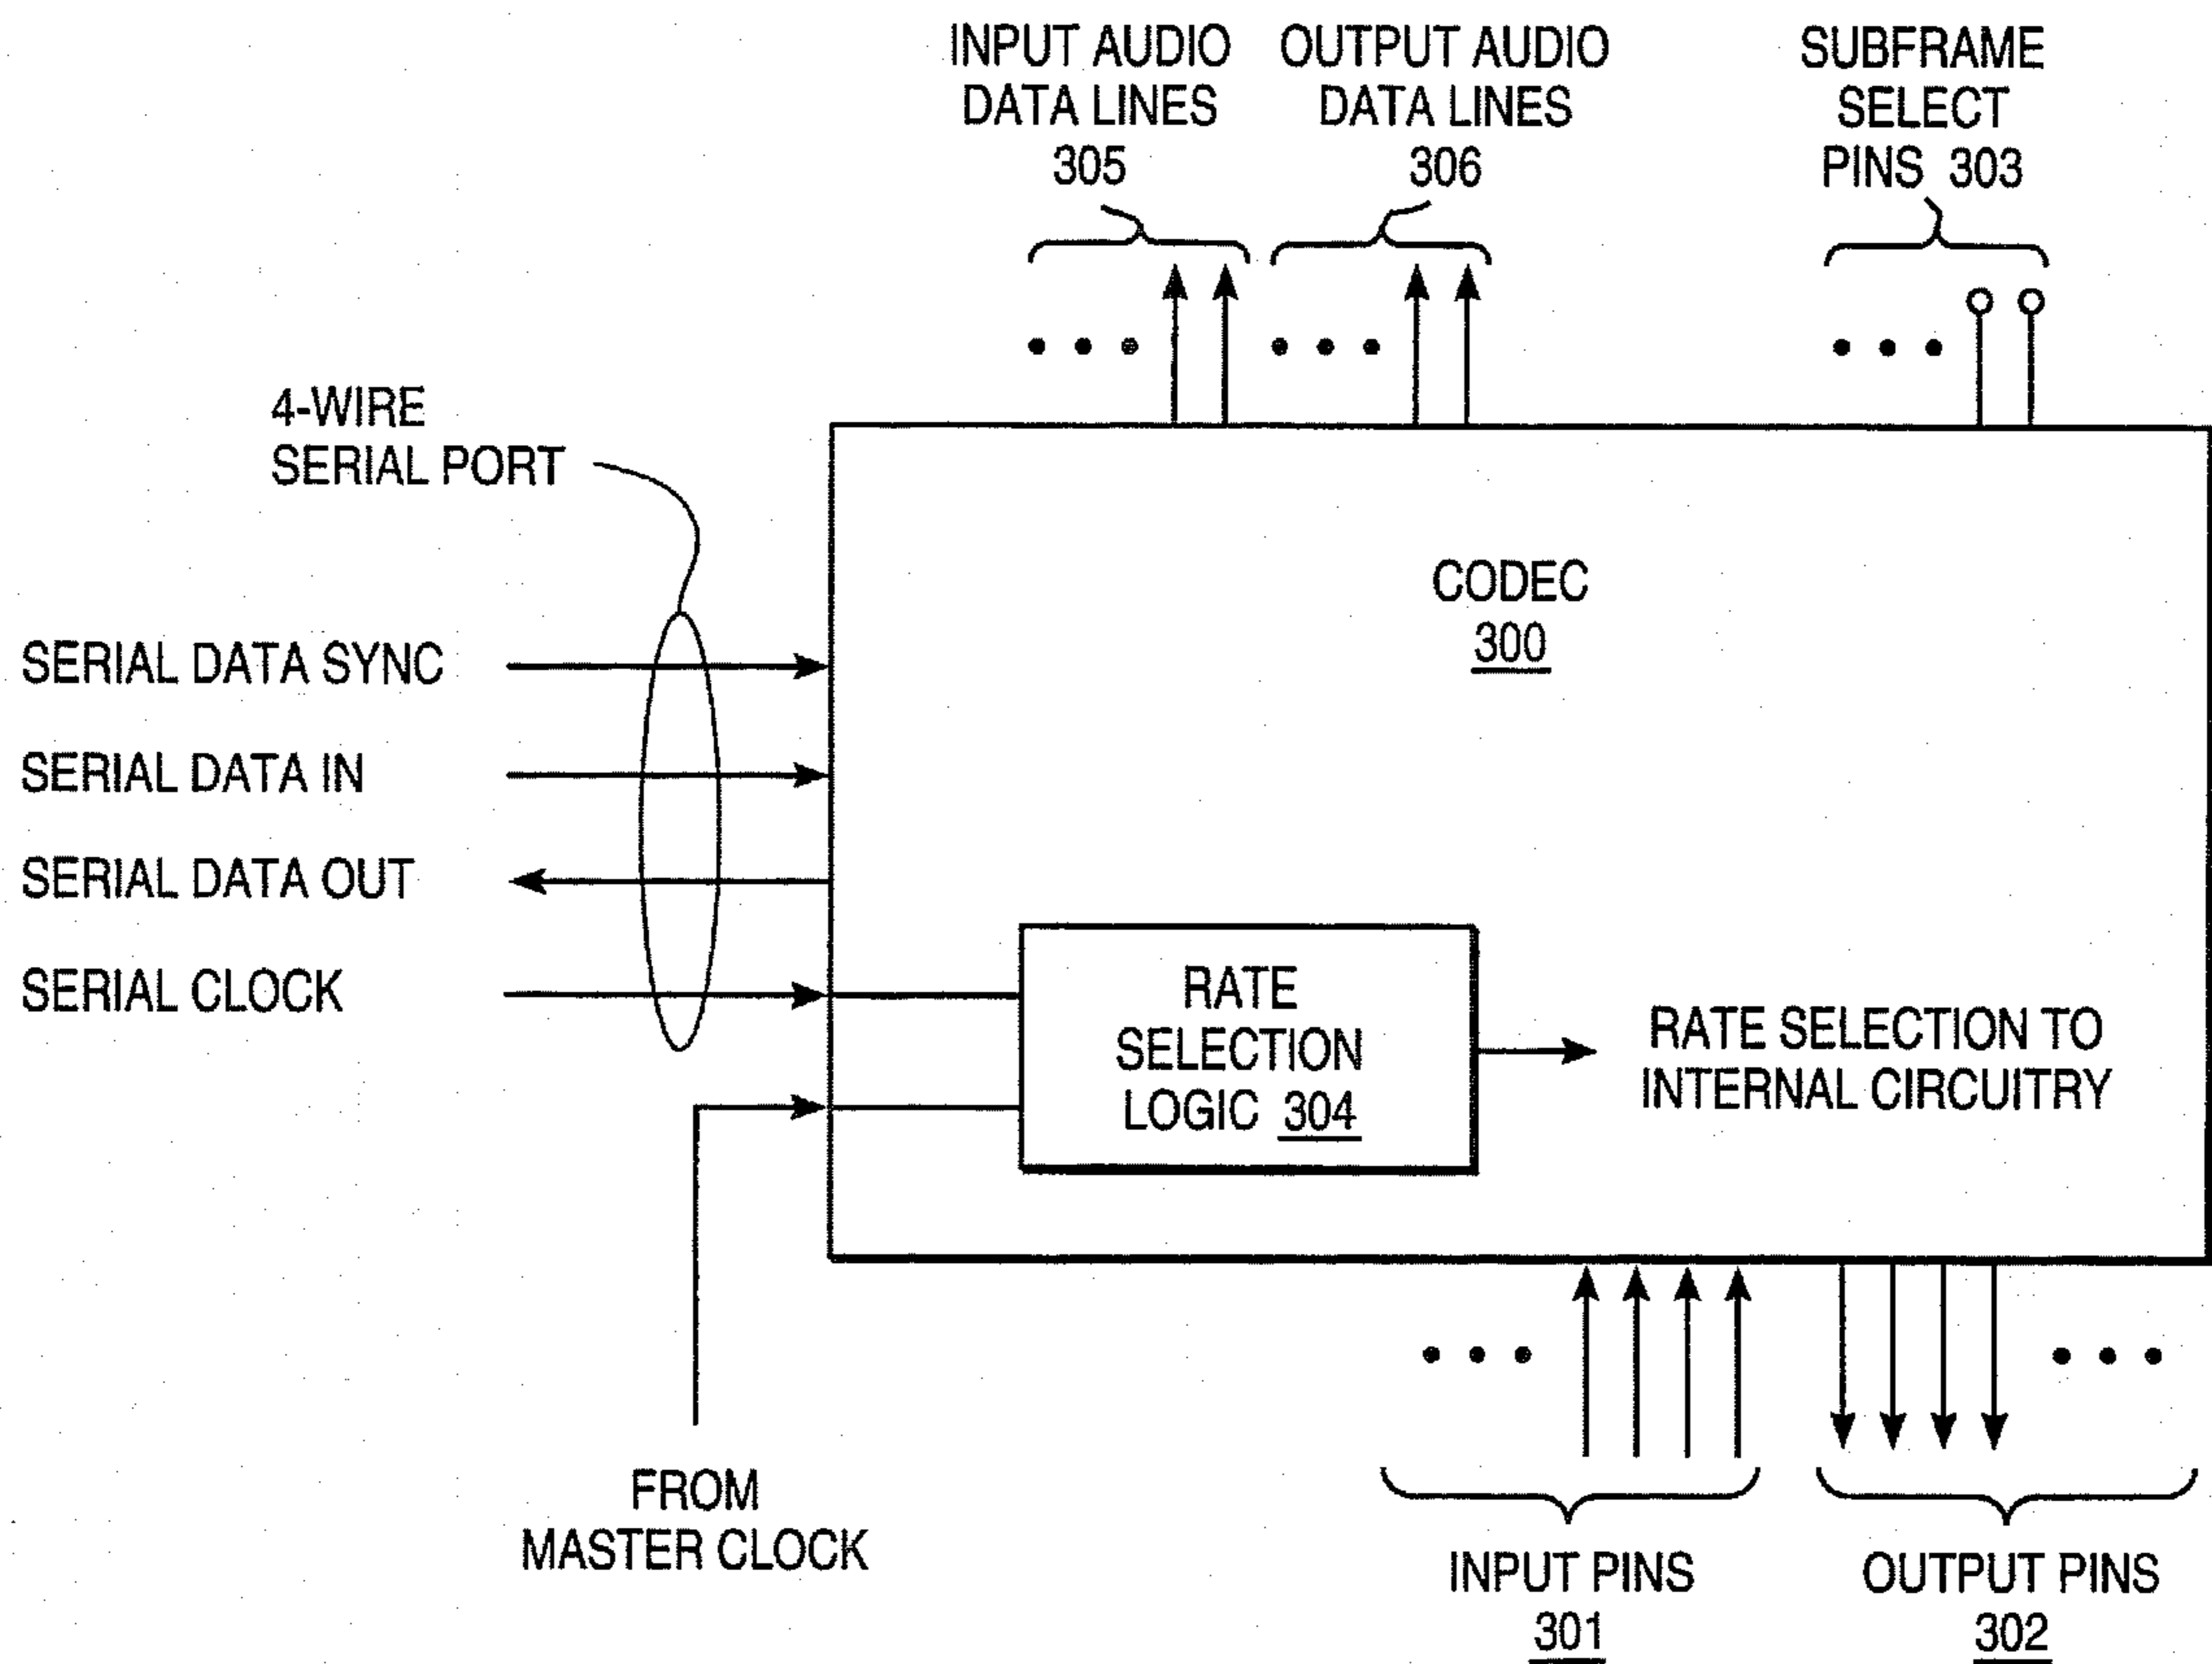 INPUT AUDIO
DATA LINES
305
OUTPUT AUDIO
DATA LINES
306
SUBFRAME
SELECT
PINS 303
4-WIRE
SERIAL PORT
CODEC
300
SERIAL DATA SYNC
SERIAL DATA IN
SERIAL DATA OUT
SERIAL CLOCK
RATE
SELECTION
LOGIC 304
RATE SELECTION TO
INTERNAL CIRCUITRY
FROM
MASTER CLOCK
INPUT PINS
301
OUTPUT PINS
302